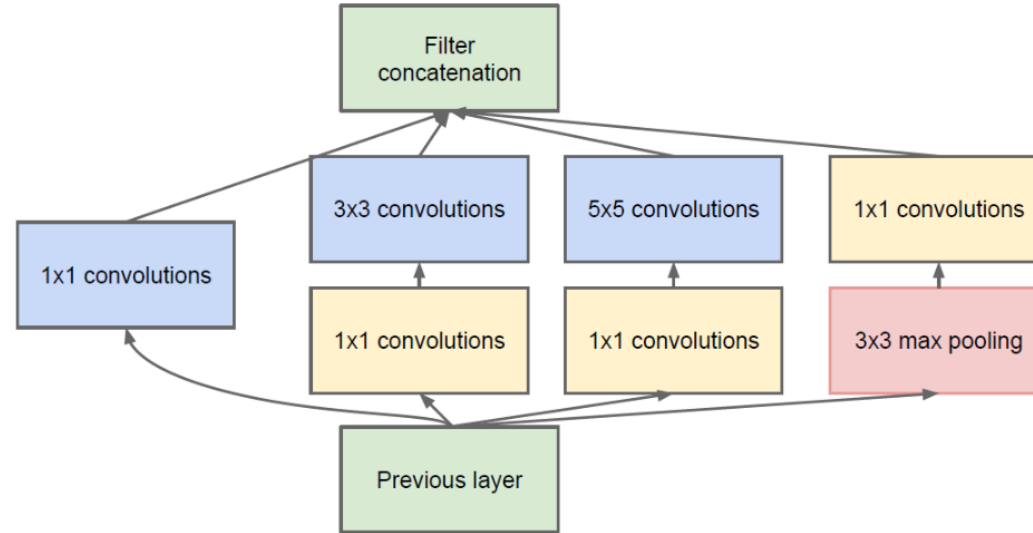 Filter
concatenation
3x3 convolutions
5x5 convolutions
1x1 convolutions
1x1 convolutions
1x1 convolutions
1x1 convolutions
3x3 max pooling
Previous layer